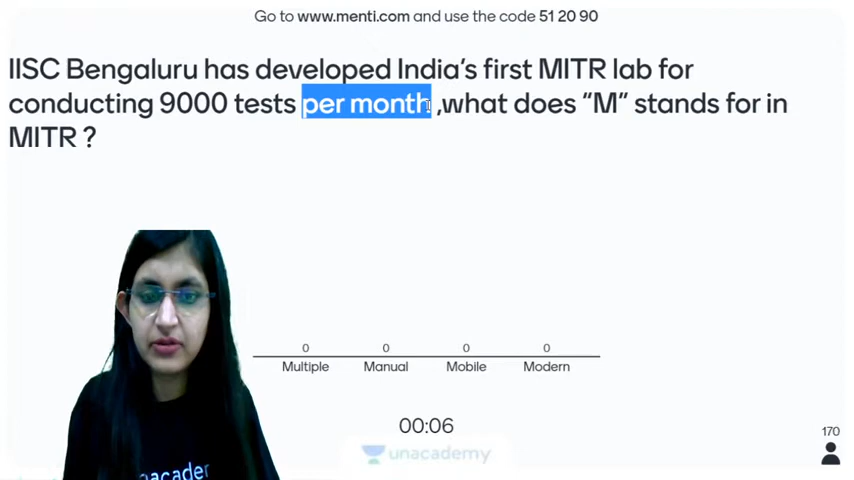 Go to www.menti.com and use the code 51 20 90
IISC Bengaluru has developed India's first MITR lab for
conducting 9000 tests per month ,what does "M" stands for in
MITR ?
0 0 0 0
Multiple Manual Mobile Modern
00:06
unacademy
170
unacader